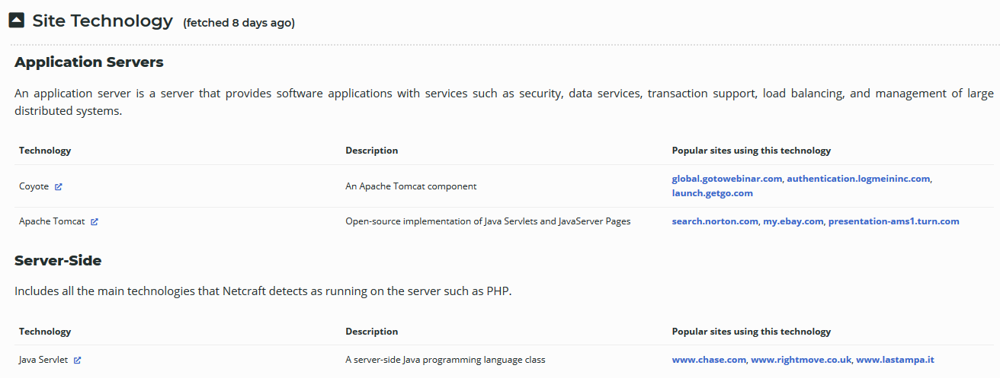 Site Technology (fetched 8 days ago)
Application Servers
An application server is a server that provides software applications with services such as security, data services, transaction support, load balancing, and management of large
distributed systems.
Technology Description Popular sites using this technology
Coyote An Apache Tomcat component global.gotowebinar.com, authentication.logmeininc.com,
launch.getgo.com
Apache Tomcat Open-source implementation of Java Servlets and JavaServer Pages search.norton.com, my.ebay.com, presentation-ams1.turn.com
Server-Side
Includes all the main technologies that Netcraft detects as running on the server such as PHP.
Technology Description Popular sites using this technology
Java Servlet A server-side Java programming language class www.chase.com, www.rightmove.co.uk, www.lastampa.it